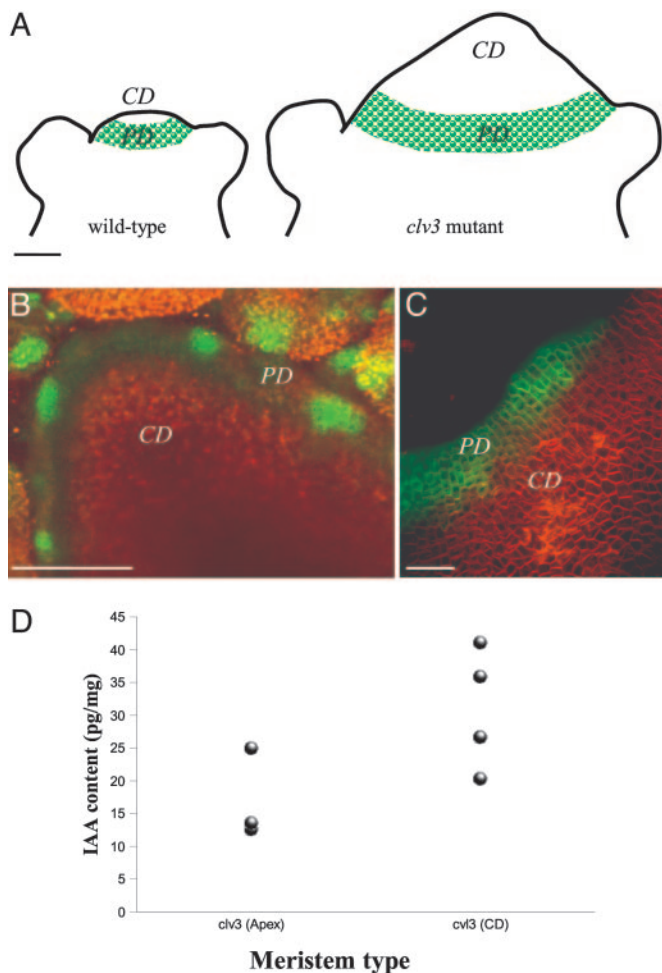 A
CD
PD
wild-type
CD
PD
clv3 mutant
B
PD
CD
C
PD
CD
D
IAA content (pg/mg)
45
40
35
30
25
20
15
10
5
0
clv3 (Apex)
cvl3 (CD)
Meristem type